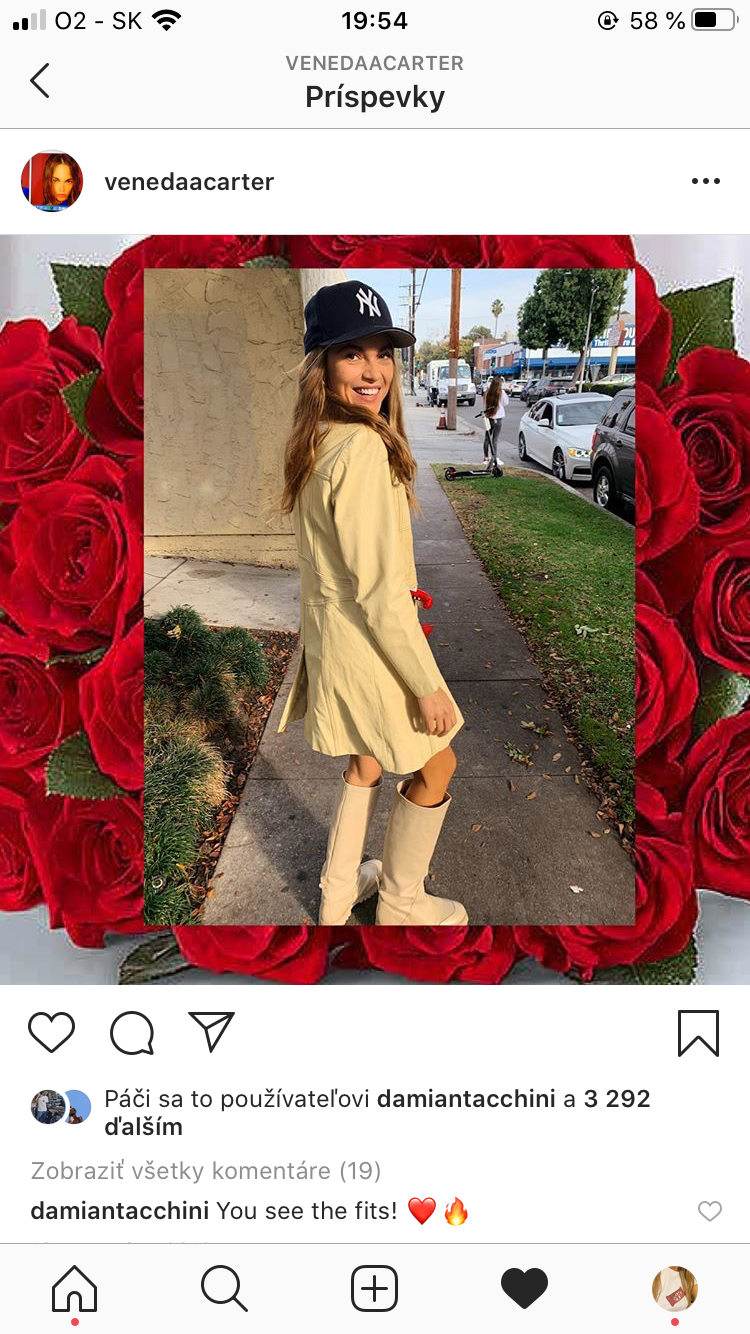 O2 - SK 19:54 58 %
VENEDAACARTER
Príspevky
venedaacarter
NY
Páči sa to používateľovi damiantacchini a 3 292
ďalším
Zobraziť všetky komentáre (19)
damiantacchini You see the fits! ❤️🔥